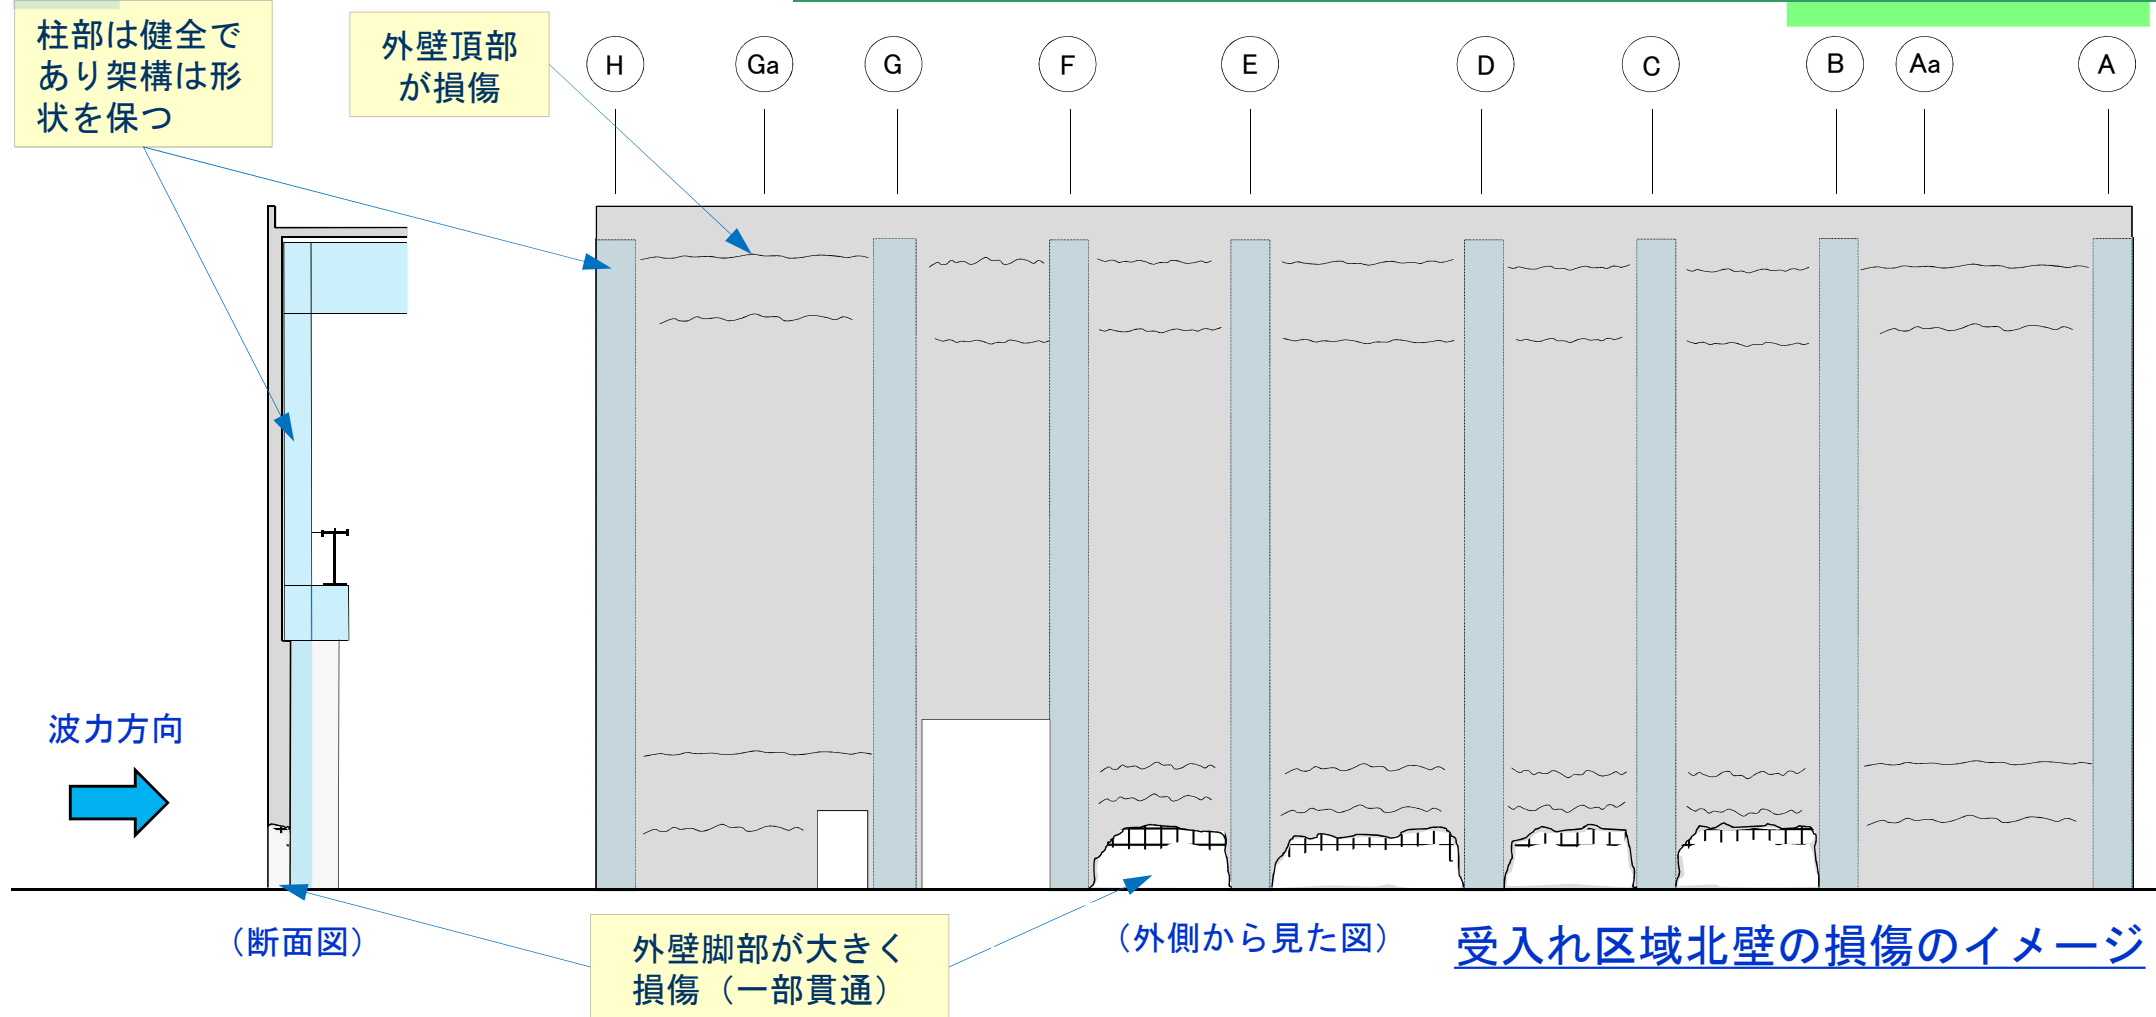 柱部は健全で
あり架構は形
状を保つ
外壁頂部
が損傷
H
Ga
G
F
E
D
C
B
Aa
A
波力方向
（断面図）
外壁脚部が大きく
損傷（一部貫通）
（外側から見た図）
受入れ区域北壁の損傷のイメージ